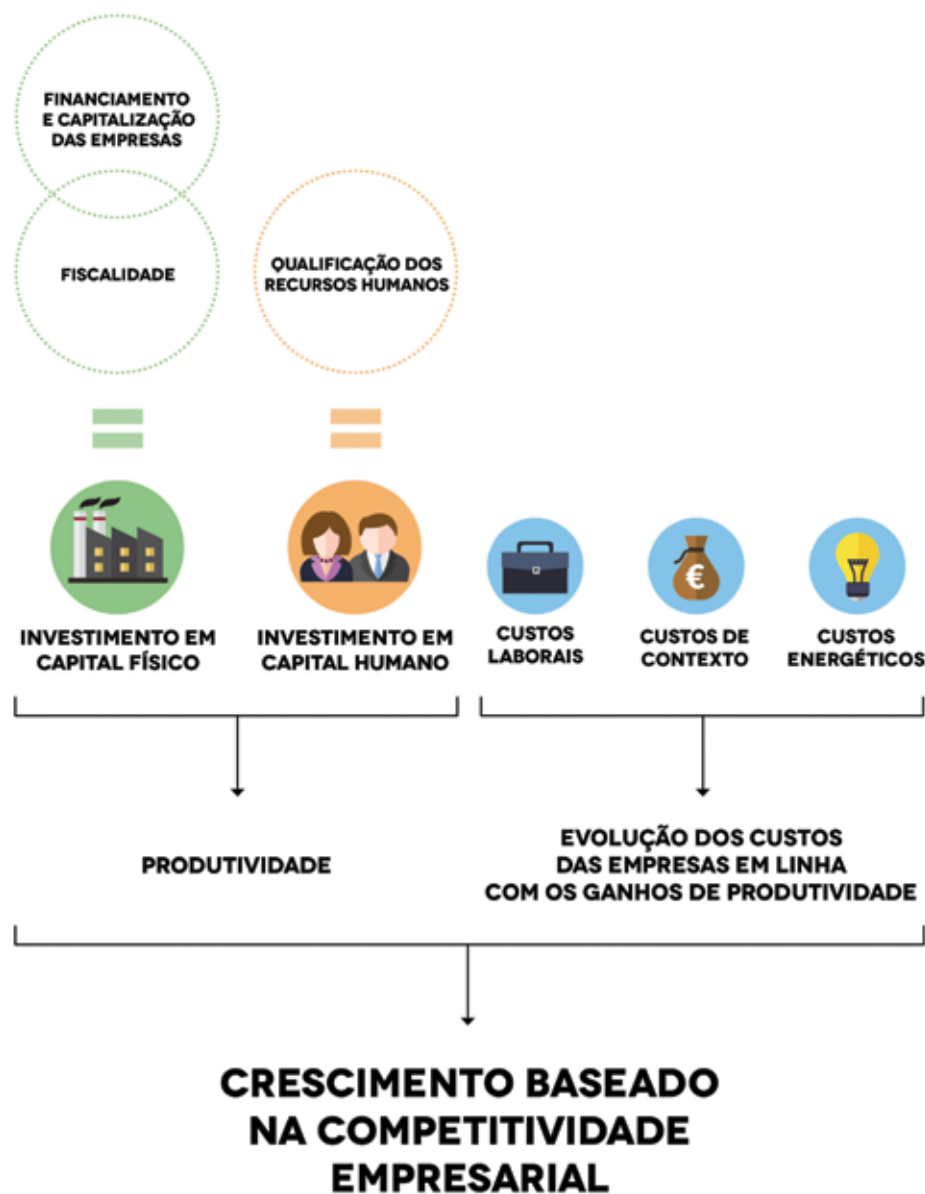 FINANCIAMENTO
E CAPITALIZAÇÃO
DAS EMPRESAS
FISCALIDADE
QUALIFICAÇÃO DOS
RECURSOS HUMANOS
INVESTIMENTO EM
CAPITAL FÍSICO
INVESTIMENTO EM
CAPITAL HUMANO
CUSTOS
LABORAIS
€
CUSTOS DE
CONTEXTO
CUSTOS
ENERGÉTICOS
PRODUTIVIDADE
EVOLUÇÃO DOS CUSTOS
DAS EMPRESAS EM LINHA
COM OS GANHOS DE PRODUTIVIDADE
CRESCIMENTO BASEADO
NA COMPETITIVIDADE
EMPRESARIAL